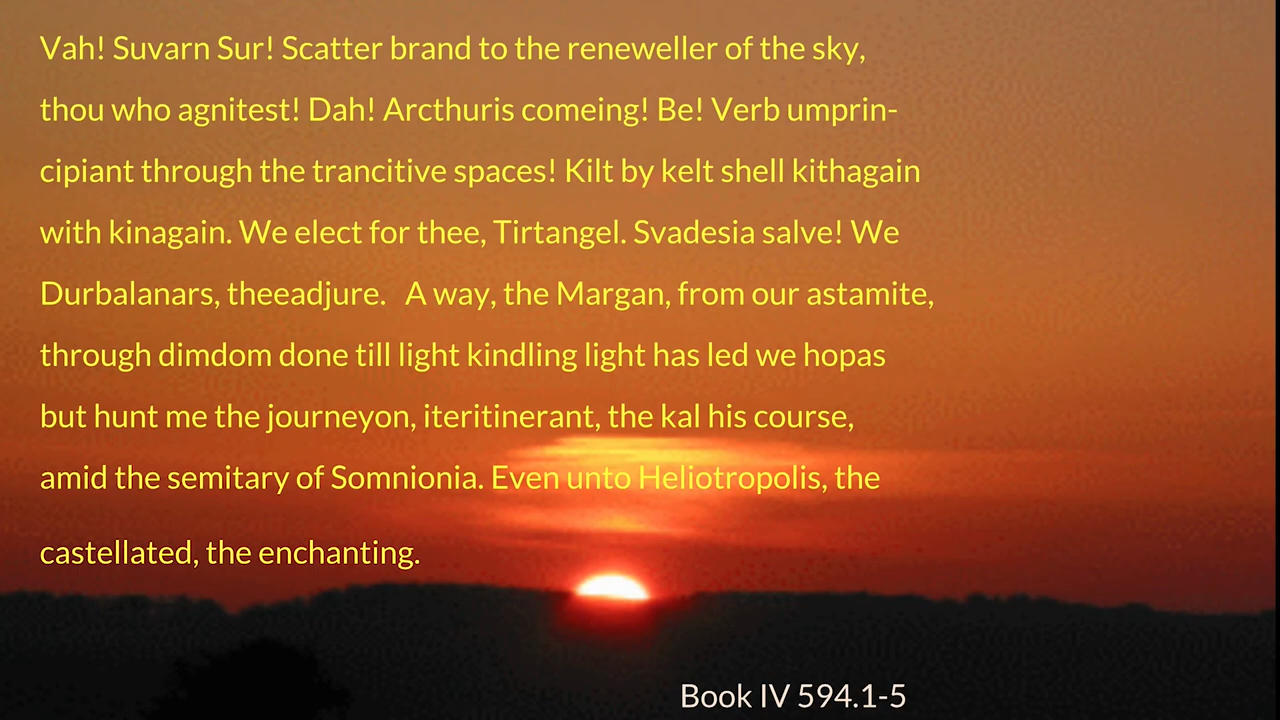 Vah! Suvarn Sur! Scatter brand to the reneweller of the sky,
thou who agnitest! Dah! Arcthuris comeing! Be! Verb umprin-
cipiant through the trancitive spaces! Kilt by kelt shell kithagain
with kinagain. We elect for thee, Tirtangel. Svadesia salve! We
Durbalanars, theeadjure. A way, the Margan, from our astamite,
through dimdom done till light kindling light has led we hopas
but hunt me the journeyon, iteritinerant, the kal his course,
amid the semitary of Somnionia. Even unto Heliotropolis, the
castellated, the enchanting.
Book IV 594.1-5